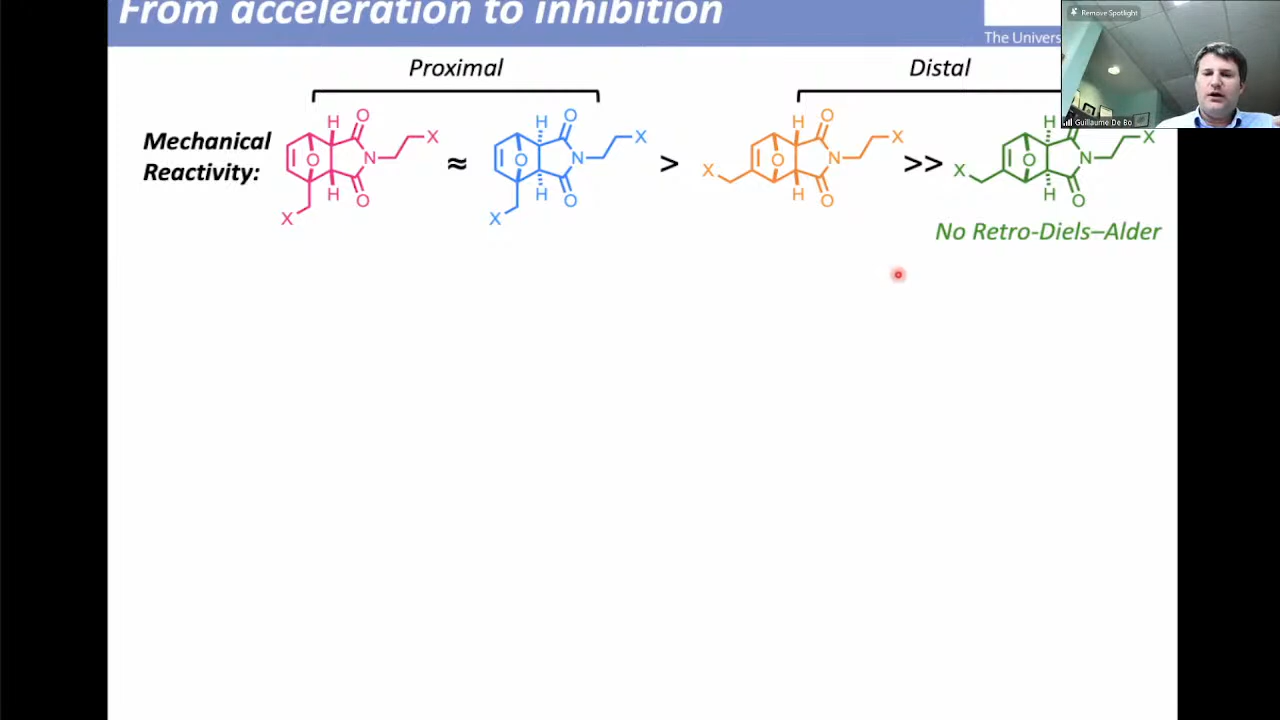 From acceleration to inhibition
The Univers
Remove Spotlight
Guillaume De Bo
Proximal
Distal
Mechanical
Reactivity:
H O O N X H O X
≈
H O O N X H O X
>
H O O N X H O X
>>
H O O N X H O X
No Retro-Diels–Alder